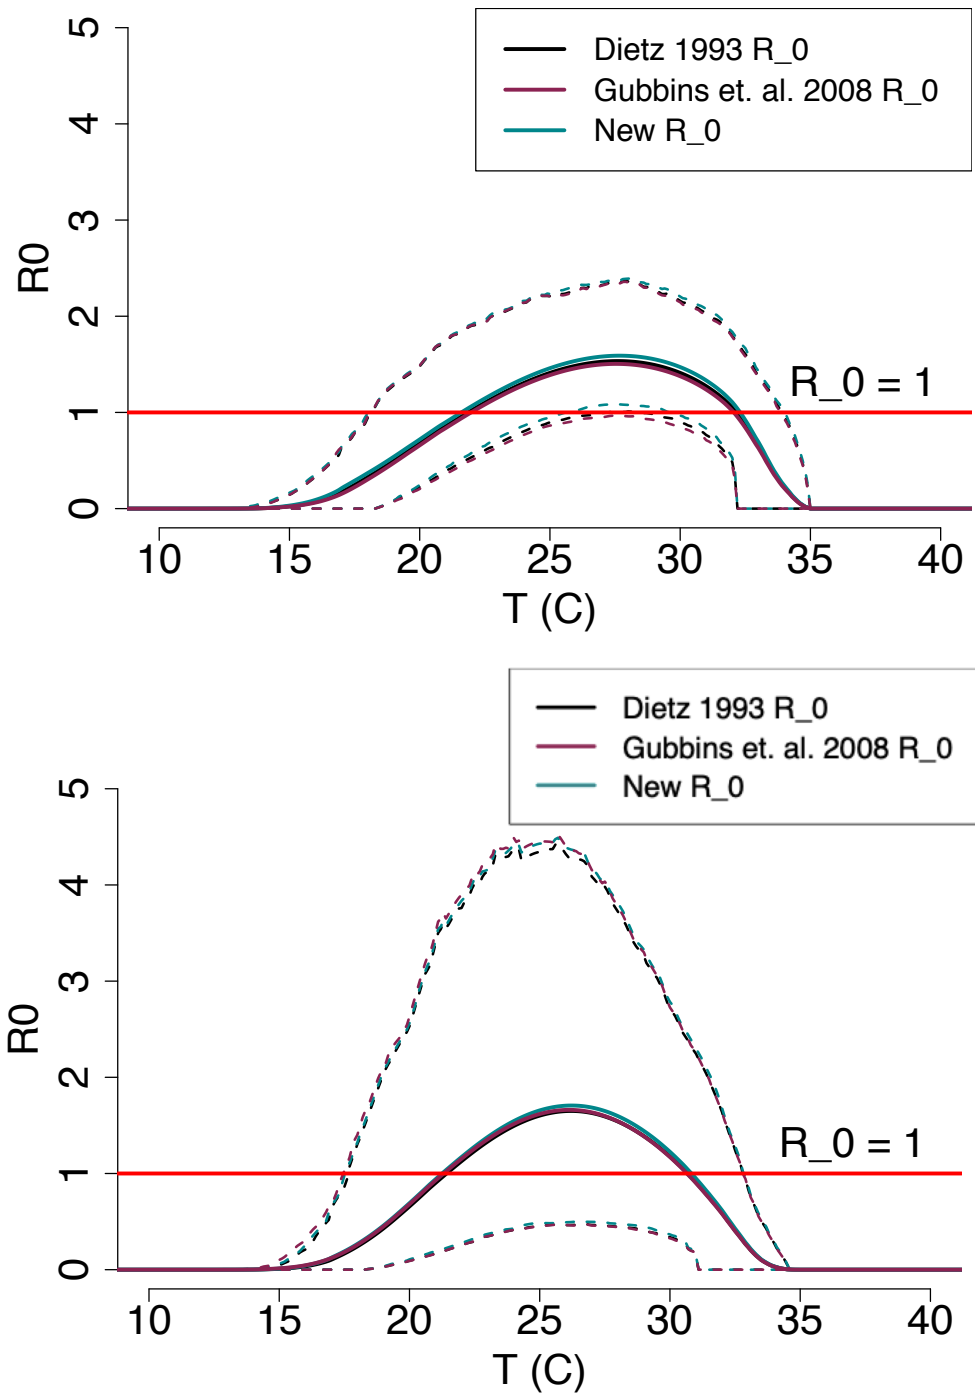 Dietz 1993 R_0
Gubbins et. al. 2008 R_0
New R_0
5
4
3
2
1
0
R0
R_0 = 1
10 15 20 25 30 35 40
T (C)
Dietz 1993 R_0
Gubbins et. al. 2008 R_0
New R_0
5
4
3
2
1
0
R0
R_0 = 1
10 15 20 25 30 35 40
T (C)